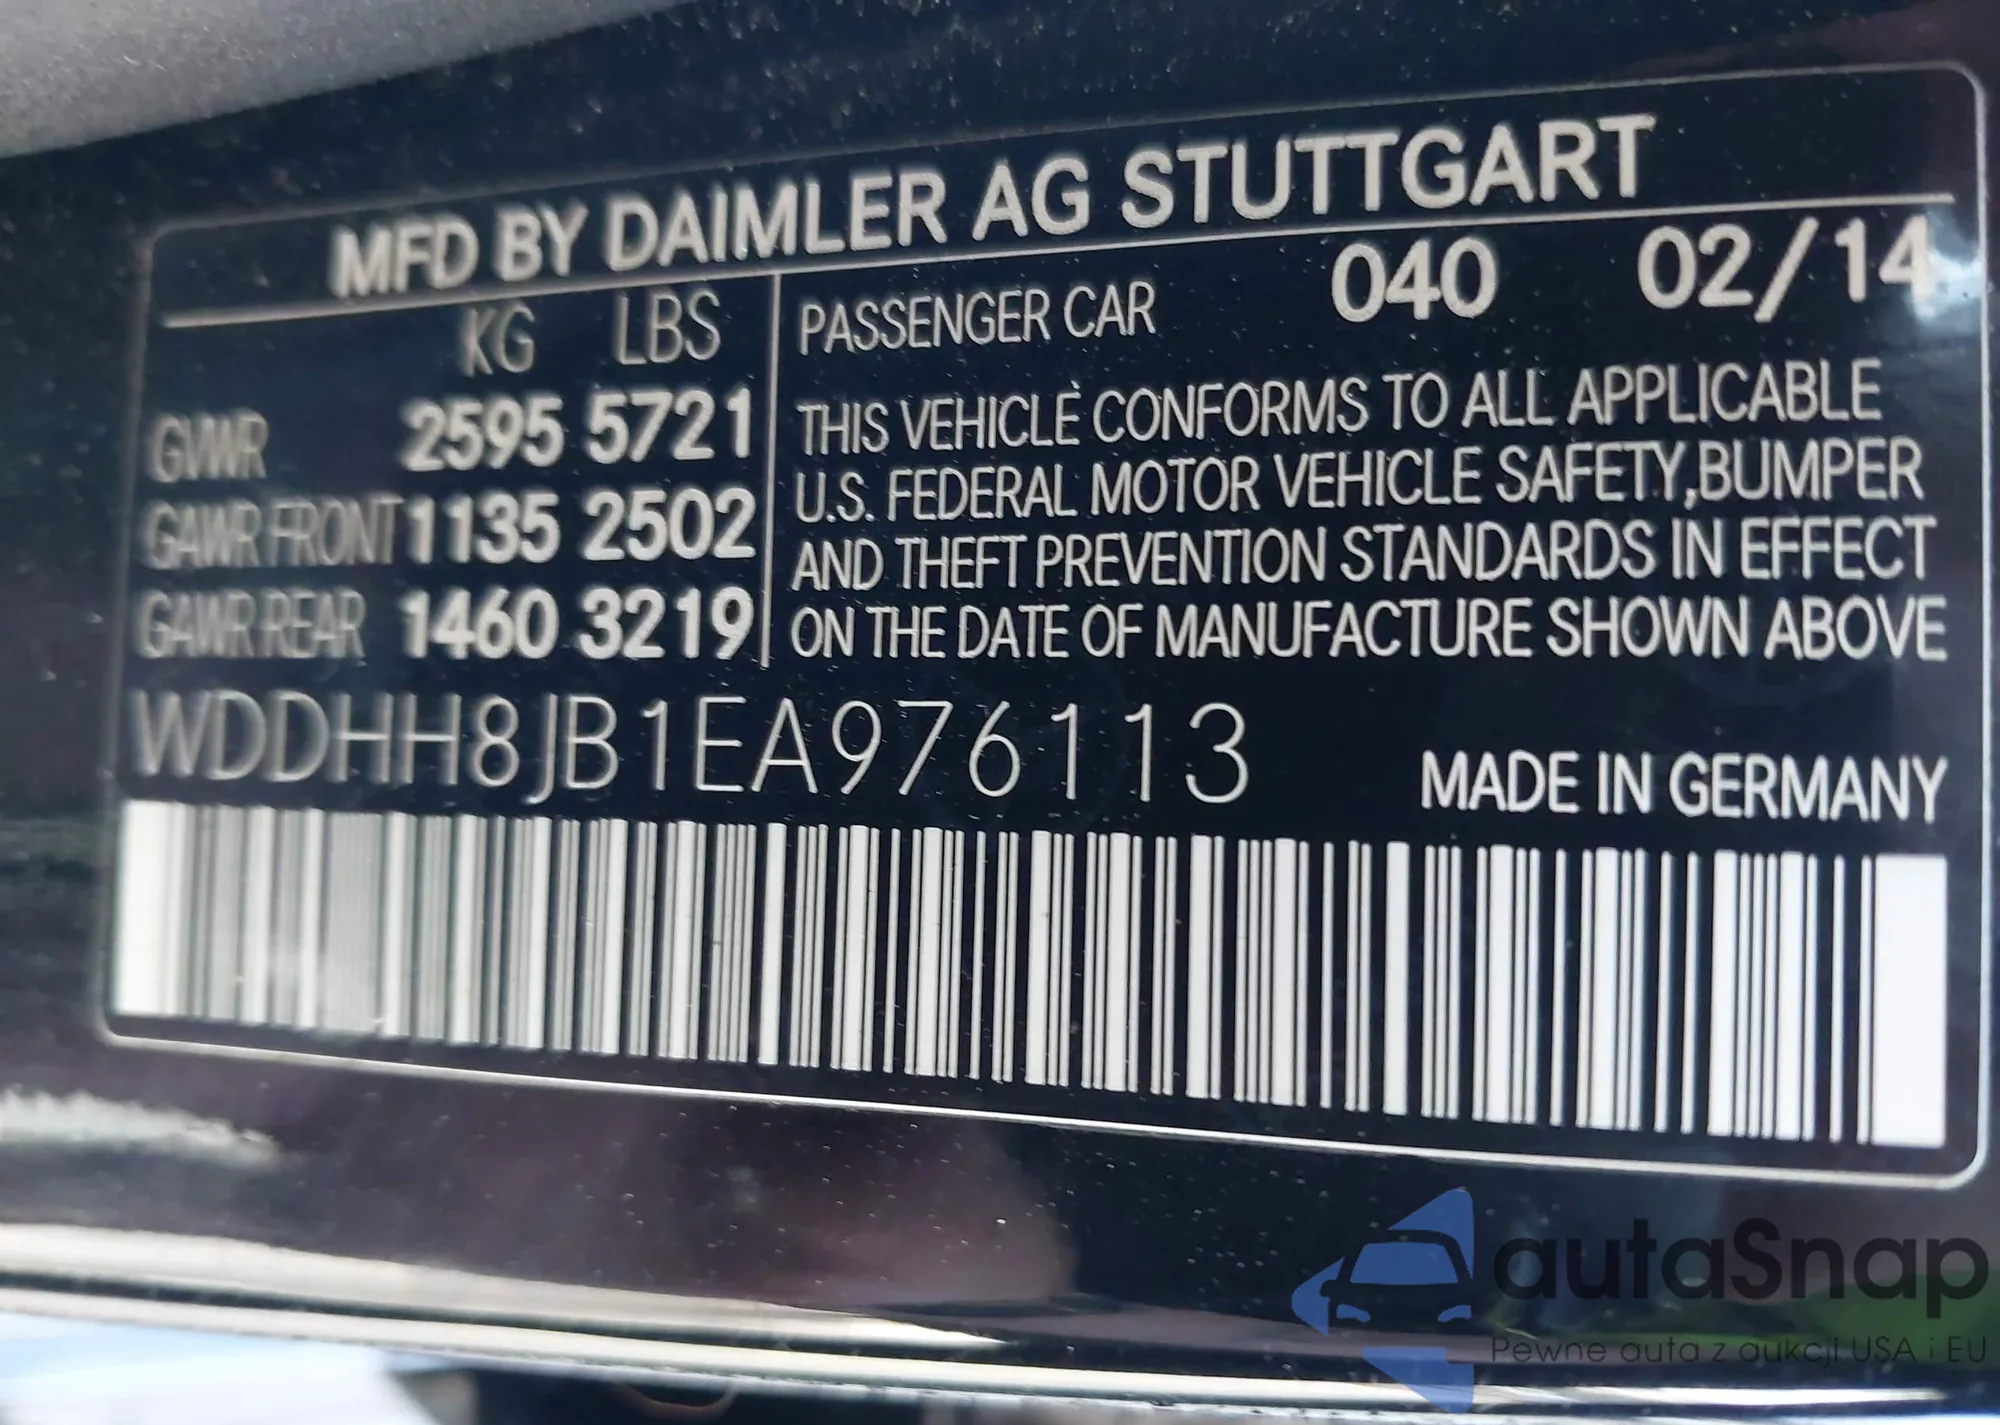 MFD BY DAIMLER AG STUTTGART
KG LBS
GVWR 2595 5721
GAWR FRONT 1135 2502
GAWR REAR 1460 3219
PASSENGER CAR 040 02/14
THIS VEHICLE CONFORMS TO ALL APPLICABLE
U.S. FEDERAL MOTOR VEHICLE SAFETY,BUMPER
AND THEFT PREVENTION STANDARDS IN EFFECT
ON THE DATE OF MANUFACTURE SHOWN ABOVE
WDDHH8JB1EA976113
MADE IN GERMANY
autaSnap
Pewne auta z aukcji USA i EU